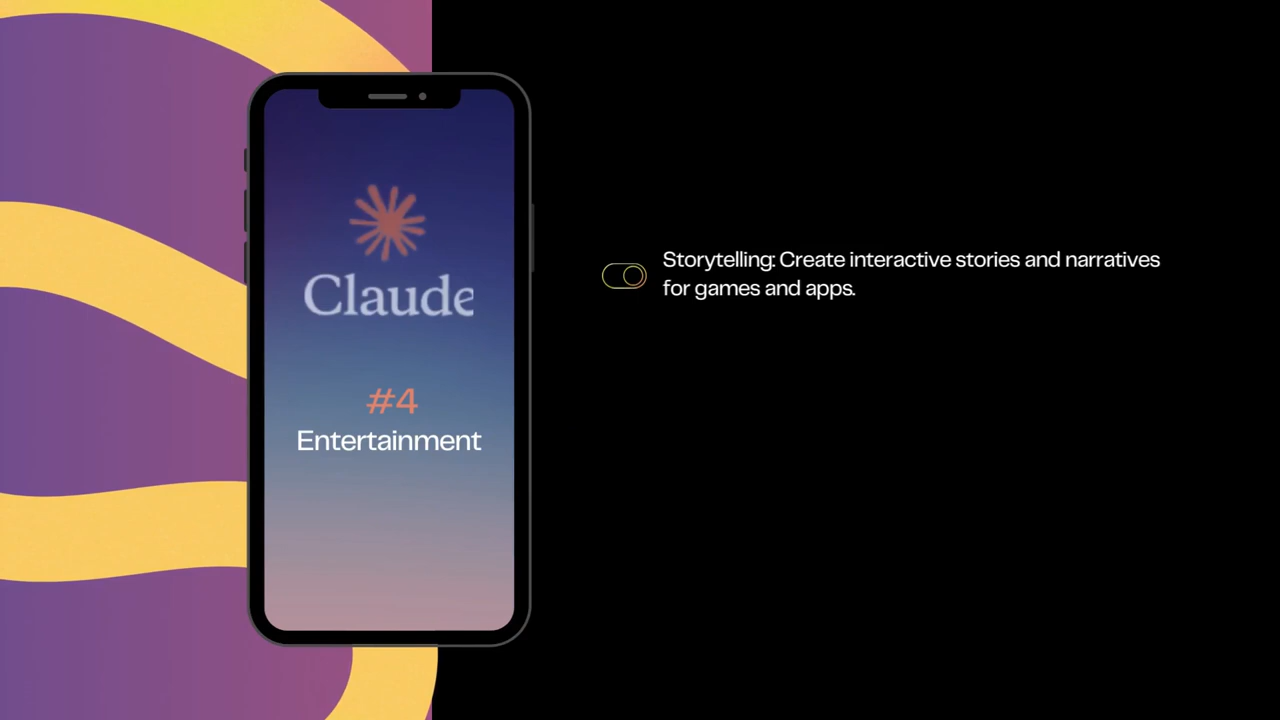 Claude
#4
Entertainment
Storytelling: Create interactive stories and narratives
for games and apps.